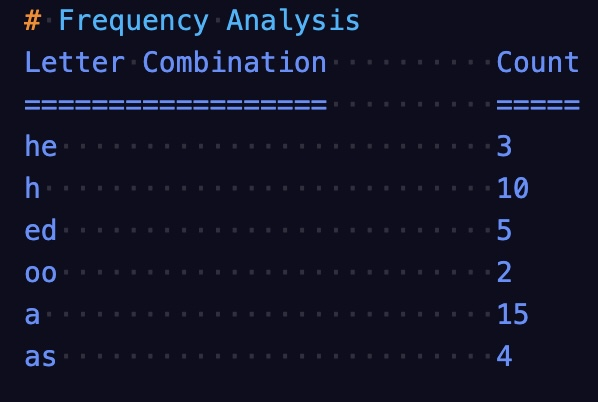 # Frequency Analysis
Letter Combination          Count
==================          =====
he                          3
h                           10
ed                          5
oo                          2
a                           15
as                          4